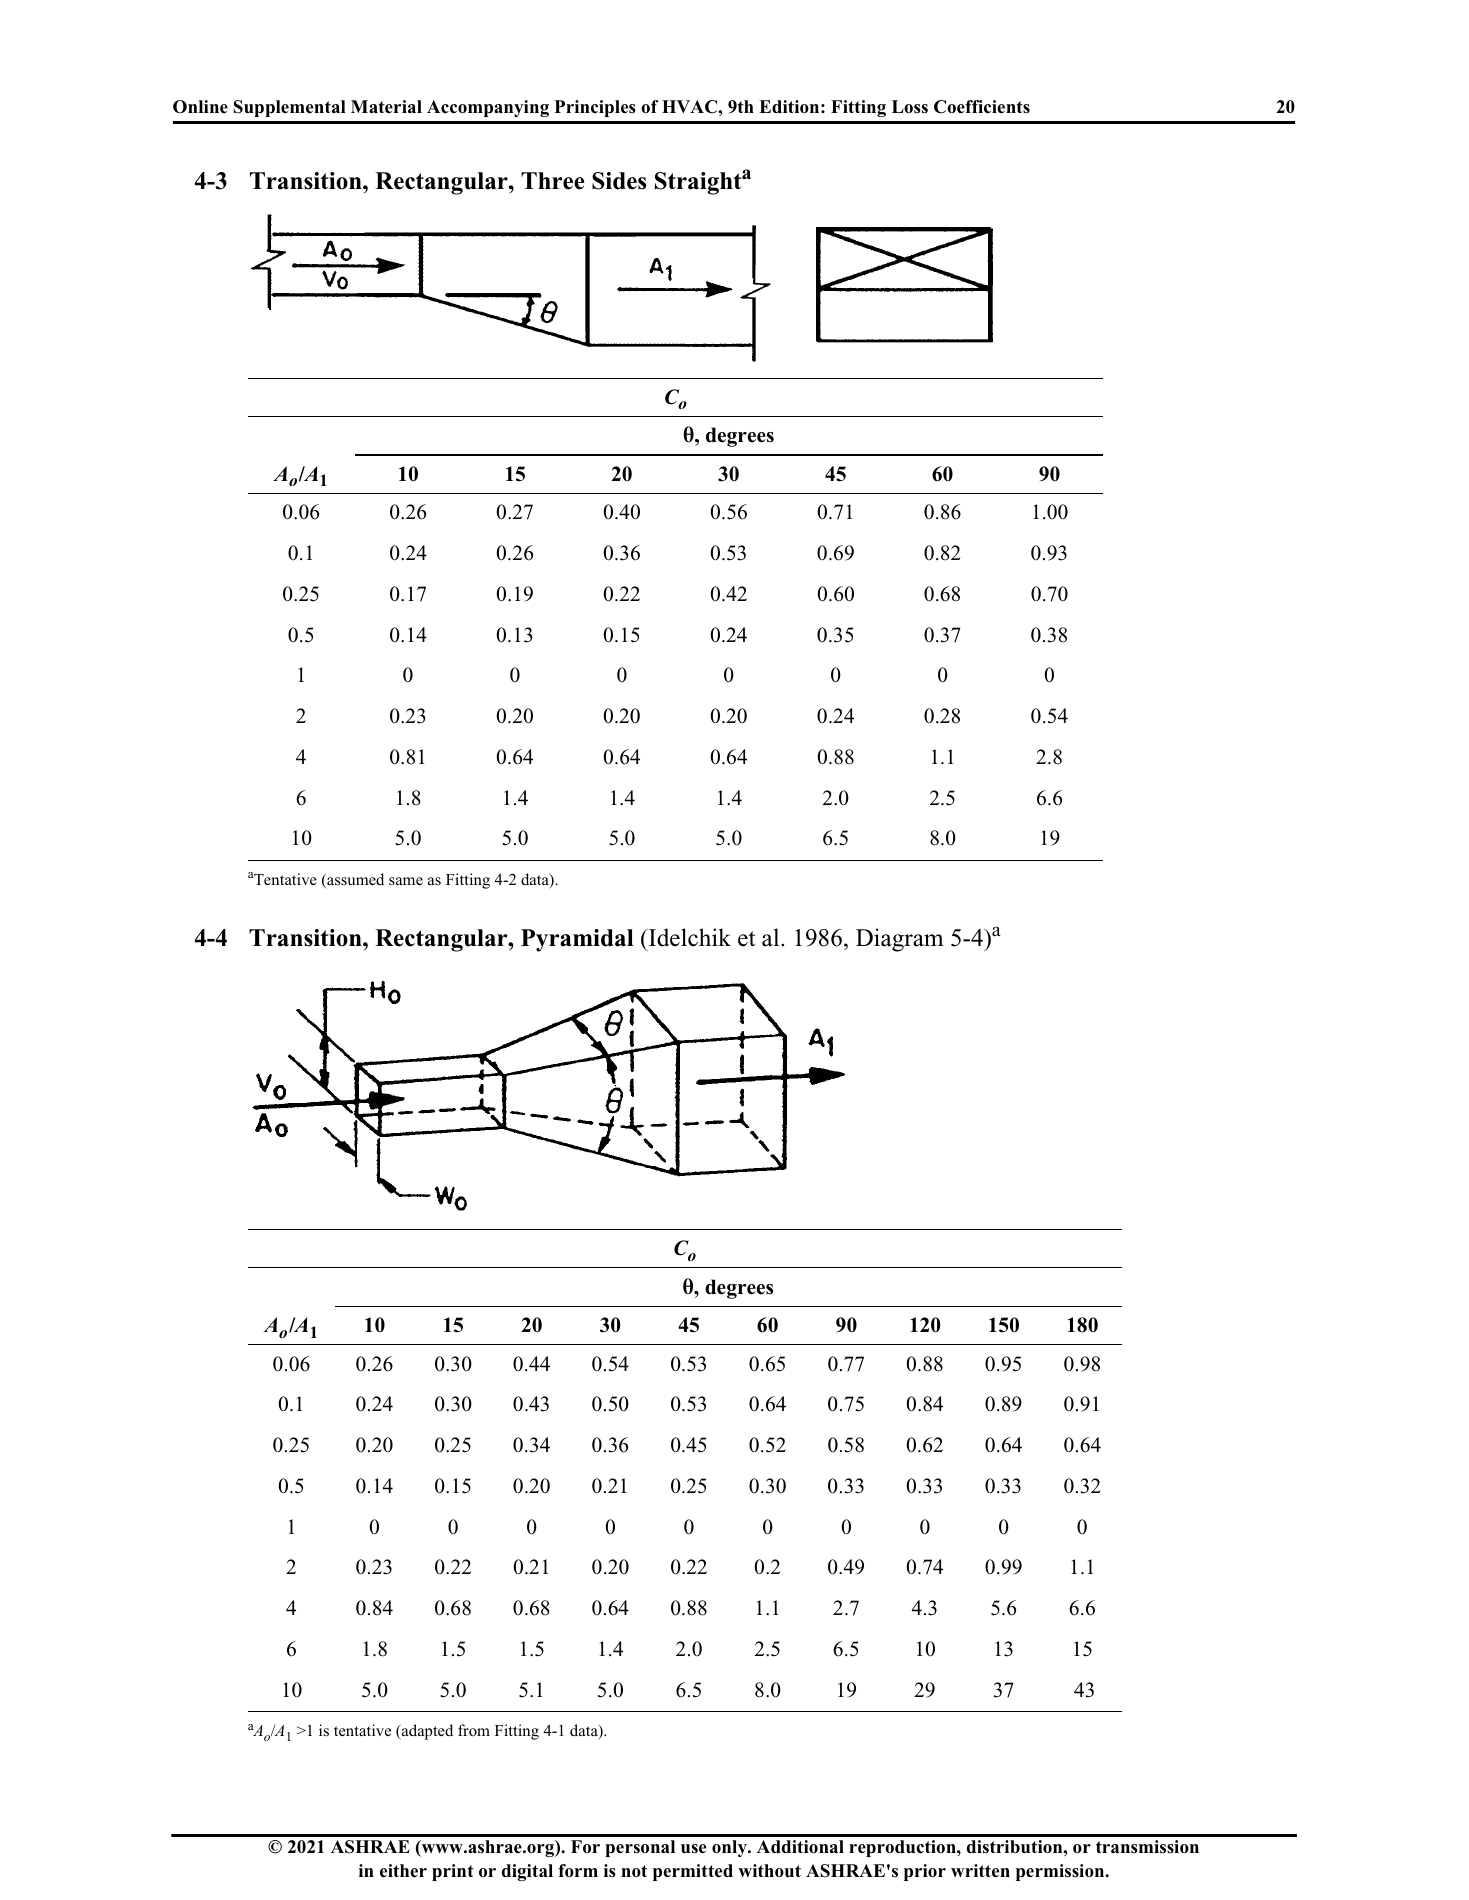 Online Supplemental Material Accompanying Principles of HVAC, 9th Edition: Fitting Loss Coefficients 20
4-3 Transition, Rectangular, Three Sides Straight^a
Ao
Vo
θ
A1
Co
θ, degrees
Ao/A1 10 15 20 30 45 60 90
0.06 0.26 0.27 0.40 0.56 0.71 0.86 1.00
0.1 0.24 0.26 0.36 0.53 0.69 0.82 0.93
0.25 0.17 0.19 0.22 0.42 0.60 0.68 0.70
0.5 0.14 0.13 0.15 0.24 0.35 0.37 0.38
1 0 0 0 0 0 0 0
2 0.23 0.20 0.20 0.20 0.24 0.28 0.54
4 0.81 0.64 0.64 0.64 0.88 1.1 2.8
6 1.8 1.4 1.4 1.4 2.0 2.5 6.6
10 5.0 5.0 5.0 5.0 6.5 8.0 19
^aTentative (assumed same as Fitting 4-2 data).
4-4 Transition, Rectangular, Pyramidal (Idelchik et al. 1986, Diagram 5-4)^a
Ho
θ
A1
Vo
θ
Ao
Wo
Co
θ, degrees
Ao/A1 10 15 20 30 45 60 90 120 150 180
0.06 0.26 0.30 0.44 0.54 0.53 0.65 0.77 0.88 0.95 0.98
0.1 0.24 0.30 0.43 0.50 0.53 0.64 0.75 0.84 0.89 0.91
0.25 0.20 0.25 0.34 0.36 0.45 0.52 0.58 0.62 0.64 0.64
0.5 0.14 0.15 0.20 0.21 0.25 0.30 0.33 0.33 0.33 0.32
1 0 0 0 0 0 0 0 0 0 0
2 0.23 0.22 0.21 0.20 0.22 0.2 0.49 0.74 0.99 1.1
4 0.84 0.68 0.68 0.64 0.88 1.1 2.7 4.3 5.6 6.6
6 1.8 1.5 1.5 1.4 2.0 2.5 6.5 10 13 15
10 5.0 5.0 5.1 5.0 6.5 8.0 19 29 37 43
^aAo/A1 >1 is tentative (adapted from Fitting 4-1 data).
© 2021 ASHRAE (www.ashrae.org). For personal use only. Additional reproduction, distribution, or transmission
in either print or digital form is not permitted without ASHRAE's prior written permission.